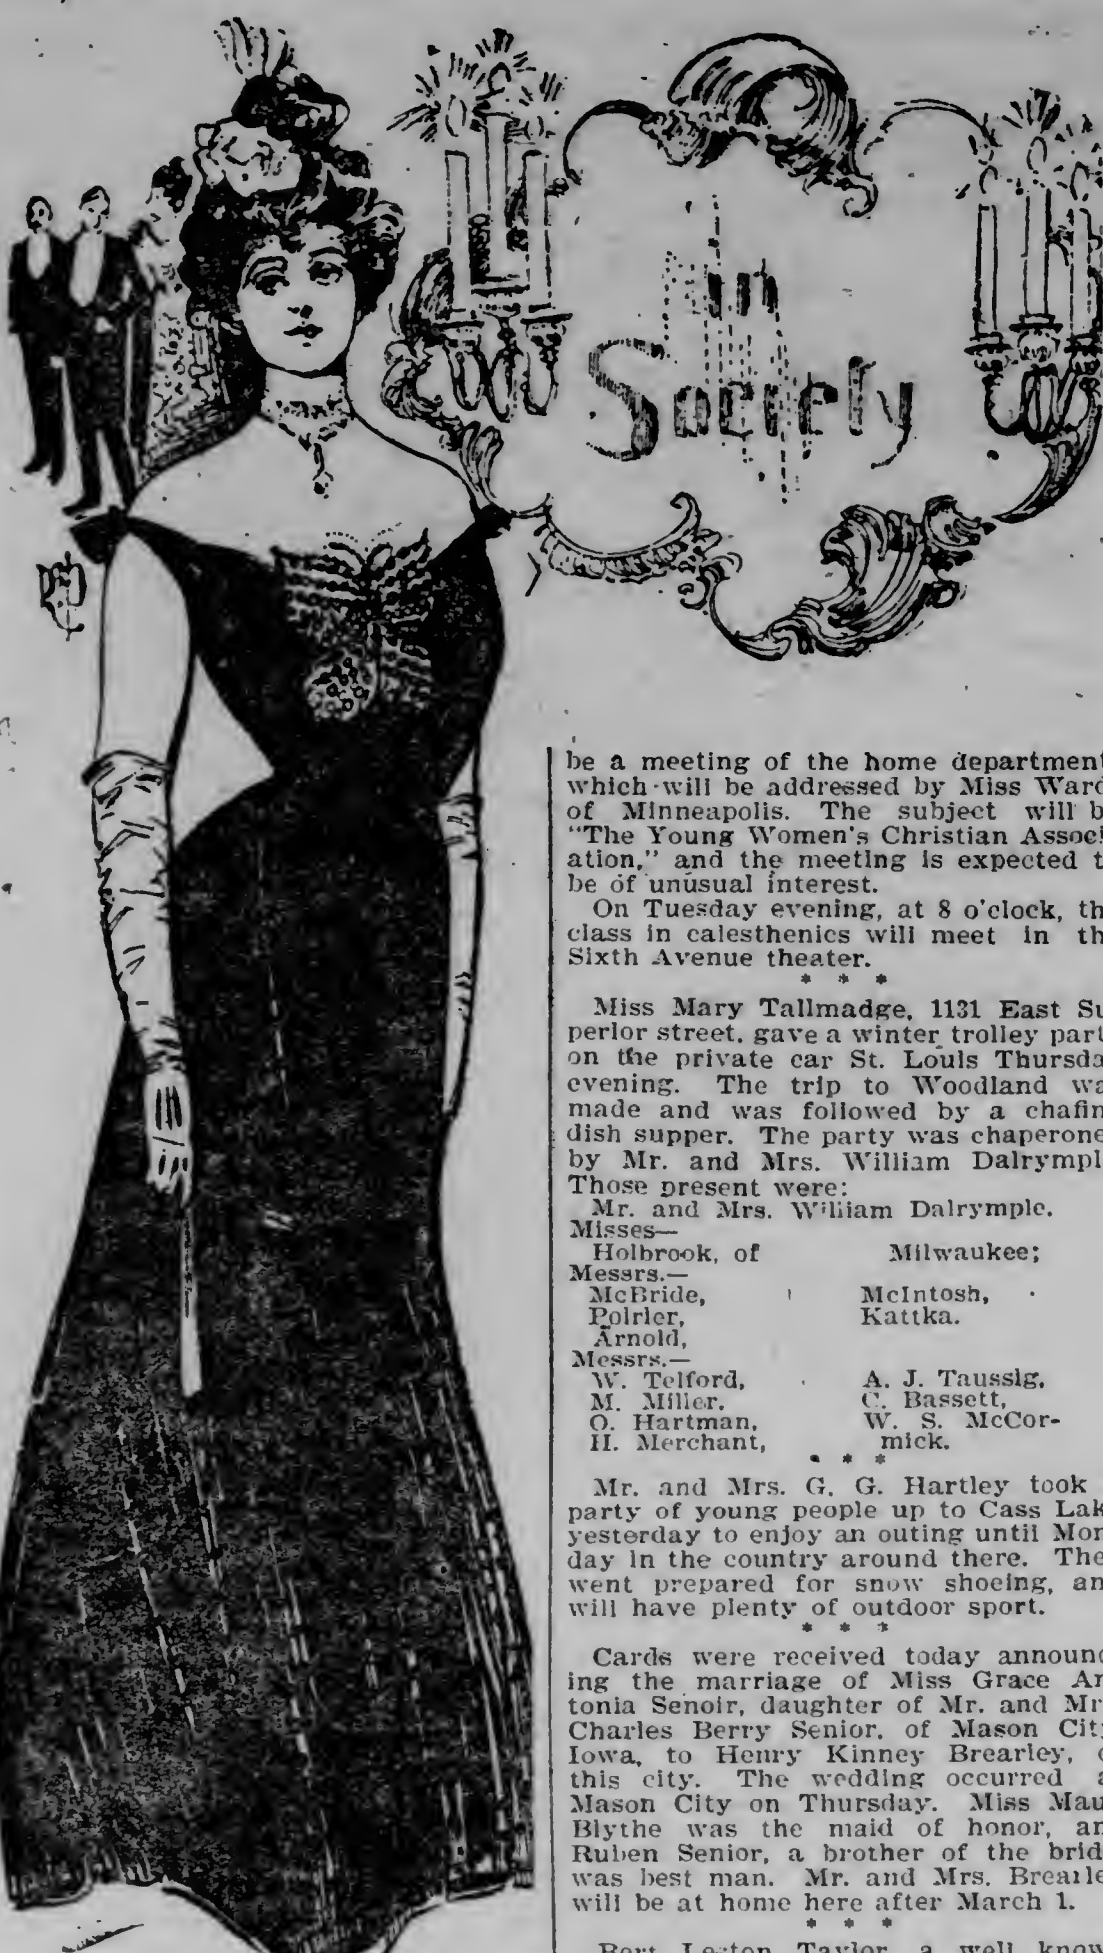 In
Society
be a meeting of the home department
which will be addressed by Miss Ward
of Minneapolis. The subject will b
"The Young Women's Christian Associ
ation," and the meeting is expected t
be of unusual interest.
On Tuesday evening, at 8 o'clock, th
class in calesthenics will meet in th
Sixth Avenue theater.
* * *
Miss Mary Tallmadge, 1131 East Su
perior street, gave a winter trolley part
on the private car St. Louis Thursda
evening. The trip to Woodland wa
made and was followed by a chafin
dish supper. The party was chaperone
by Mr. and Mrs. William Dalrympl
Those present were:
Mr. and Mrs. William Dalrymple.
Misses—
Holbrook, of Milwaukee;
Messrs.—
McBride, McIntosh,
Poirier, Kattka.
Arnold,
Messrs.—
W. Telford, A. J. Taussig,
M. Miller, C. Bassett,
O. Hartman, W. S. McCor-
H. Merchant, mick.
* * *
Mr. and Mrs. G. G. Hartley took
party of young people up to Cass Lak
yesterday to enjoy an outing until Mon
day in the country around there. The
went prepared for snow shoeing, an
will have plenty of outdoor sport.
* * *
Cards were received today announc
ing the marriage of Miss Grace An
tonia Senoir, daughter of Mr. and Mr
Charles Berry Senior, of Mason City
Iowa, to Henry Kinney Brearley, o
this city. The wedding occurred a
Mason City on Thursday. Miss Mau
Blythe was the maid of honor, an
Ruben Senior, a brother of the brid
was best man. Mr. and Mrs. Brearle
will be at home here after March 1.
* * *
Bert Leston Taylor, a well know